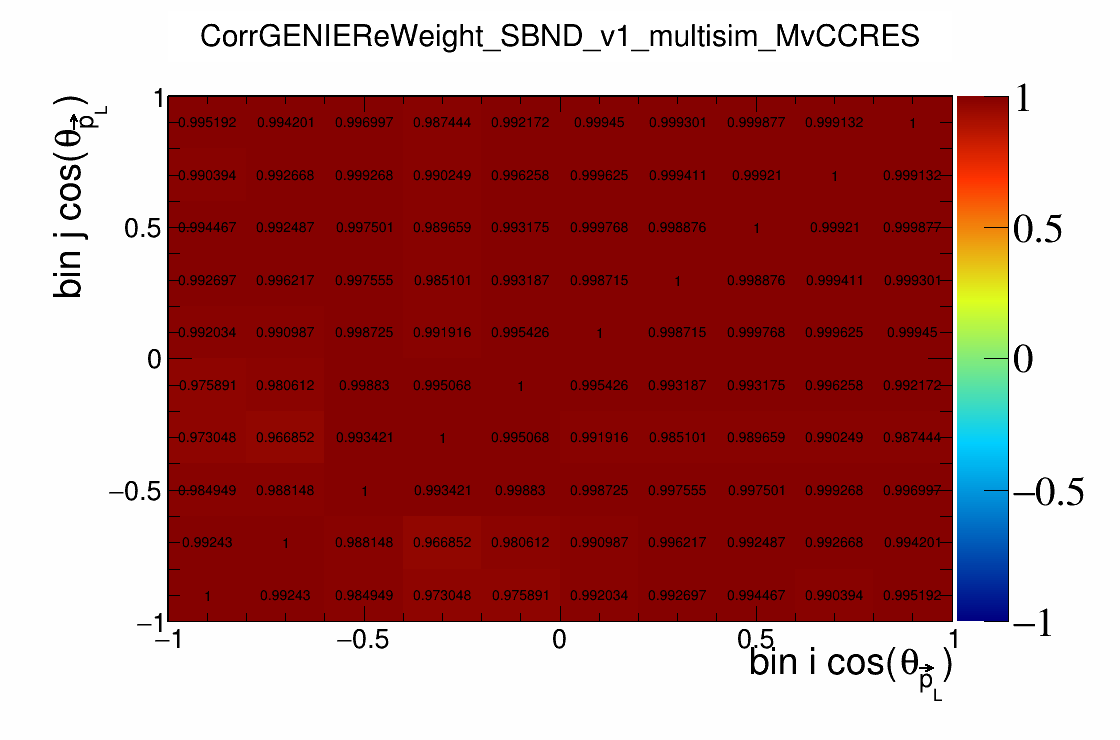 CorrGENIEReWeight_SBND_v1_multisim_MvCCRES
bin j cos(θ_p⃗_L)
1 0.995192 0.994201 0.996997 0.987444 0.992172 0.99945 0.999301 0.999877 0.999132 1 1
0.990394 0.992668 0.999268 0.990249 0.996258 0.999625 0.999411 0.99921 1 0.999132
0.5 0.994467 0.992487 0.997501 0.989659 0.993175 0.999768 0.998876 1 0.99921 0.999877 0.5
0.992697 0.996217 0.997555 0.985101 0.993187 0.998715 1 0.998876 0.999411 0.999301
0.992034 0.990987 0.998725 0.991916 0.995426 1 0.998715 0.999768 0.999625 0.99945
0 0
0.975891 0.980612 0.99883 0.995068 1 0.995426 0.993187 0.993175 0.996258 0.992172
0.973048 0.966852 0.993421 1 0.995068 0.991916 0.985101 0.989659 0.990249 0.987444
−0.5 0.984949 0.988148 1 0.993421 0.99883 0.998725 0.997555 0.997501 0.999268 0.996997 −0.5
0.99243 1 0.988148 0.966852 0.980612 0.990987 0.996217 0.992487 0.992668 0.994201
1 0.99243 0.984949 0.973048 0.975891 0.992034 0.992697 0.994467 0.990394 0.995192
−1 −1
−1 −0.5 0 0.5 1
bin i cos(θ_p⃗_L)